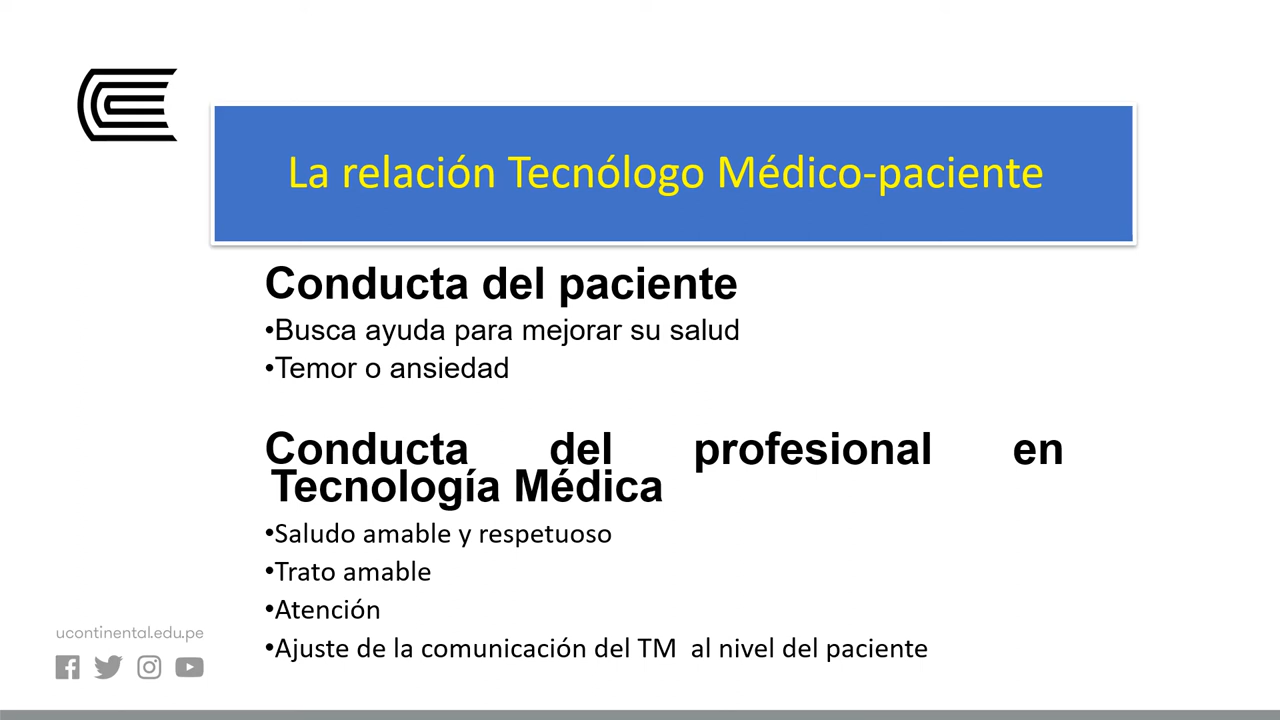 La relación Tecnólogo Médico-paciente
Conducta del paciente
•Busca ayuda para mejorar su salud
•Temor o ansiedad
Conducta del profesional en
Tecnología Médica
•Saludo amable y respetuoso
•Trato amable
•Atención
•Ajuste de la comunicación del TM  al nivel del paciente
ucontinental.edu.pe